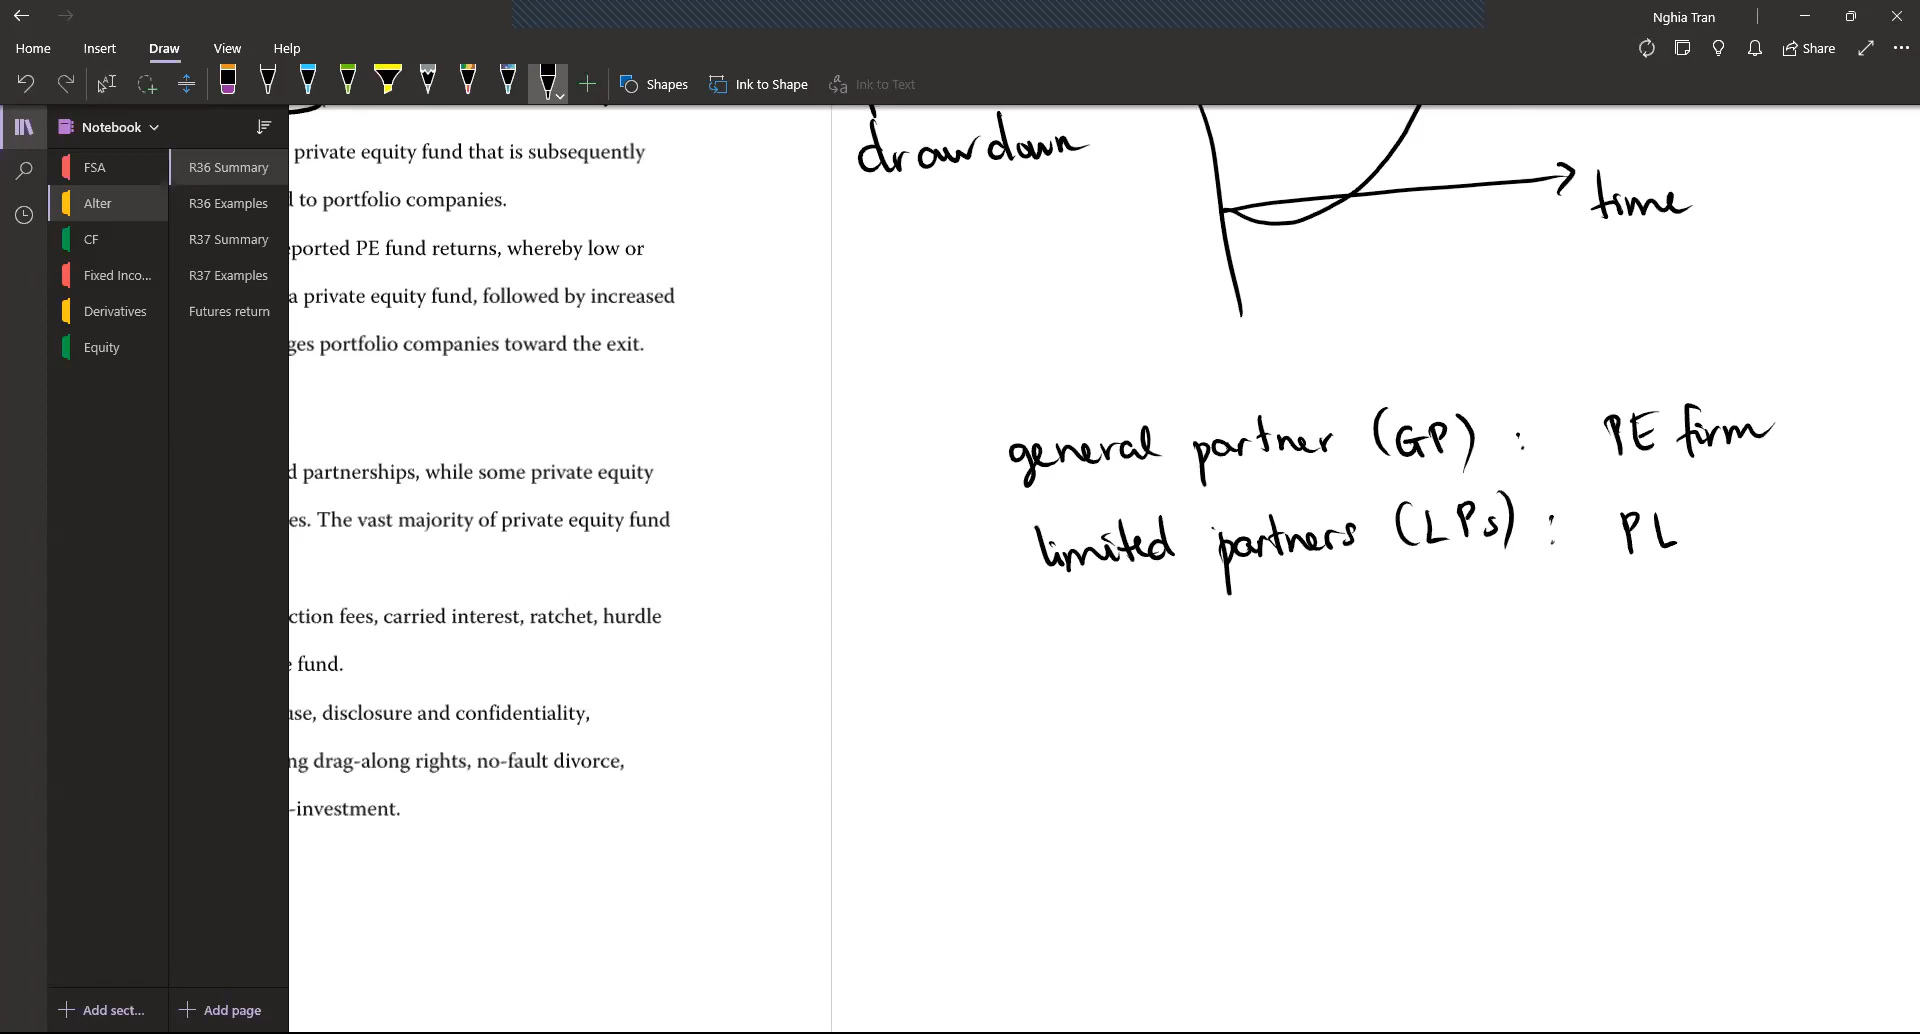 Nghia Tran
Home Insert Draw View Help
Share
Shapes Ink to Shape Ink to Text
Notebook
FSA
Alter
CF
Fixed Inco...
Derivatives
Equity
Add sect...
R36 Summary
R36 Examples
R37 Summary
R37 Examples
Futures return
Add page
private equity fund that is subsequently
to portfolio companies.
ported PE fund returns, whereby low or
a private equity fund, followed by increased
ges portfolio companies toward the exit.
d partnerships, while some private equity
es. The vast majority of private equity fund
ction fees, carried interest, ratchet, hurdle
fund.
se, disclosure and confidentiality,
ng drag-along rights, no-fault divorce,
-investment.
drawdown
time
general partner (GP) : PE firm
limited partners (LPs) : PL